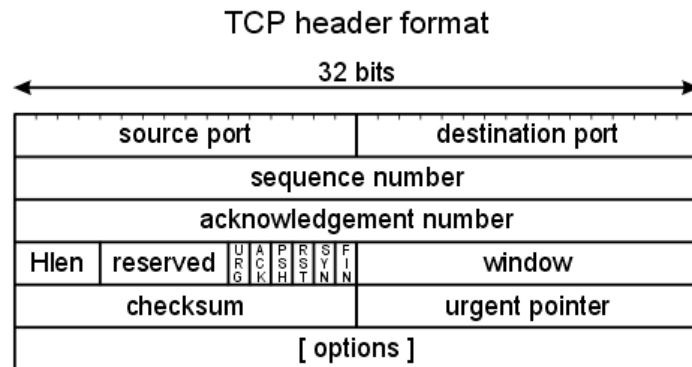 TCP header format
32 bits
source port destination port
sequence number
acknowledgement number
Hlen reserved URG ACK PSH RST SYN FIN window
checksum urgent pointer
[ options ]